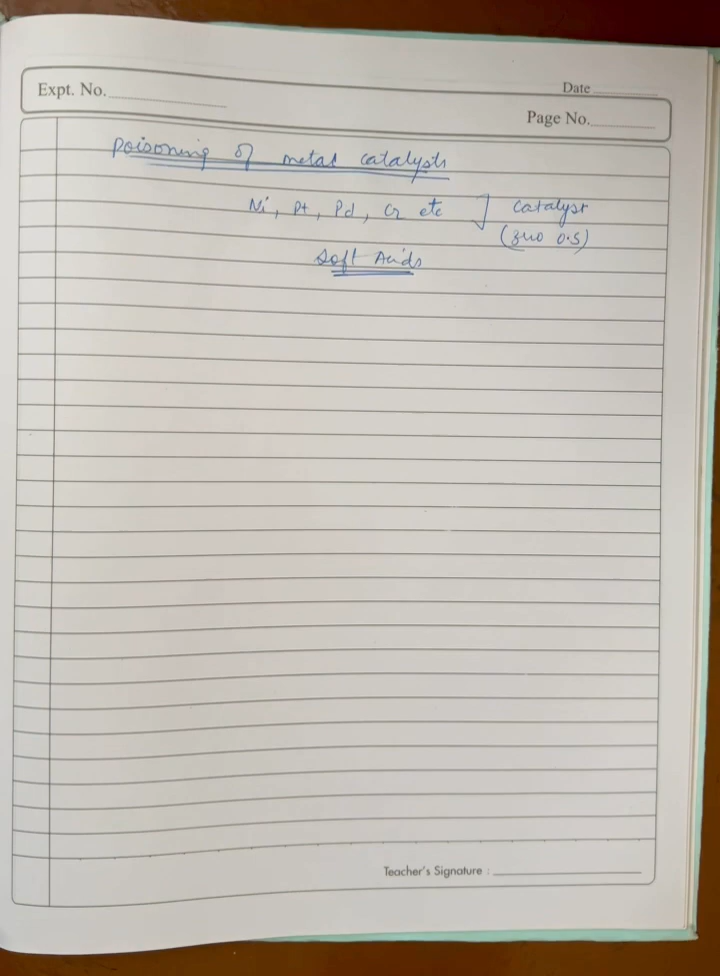 Expt. No.
Date
Page No.
Poisoning of metal catalysts
Ni, Pt, Pd, Cr etc ] Catalyst
(zero O.S)
Soft Acids
Teacher's Signature :